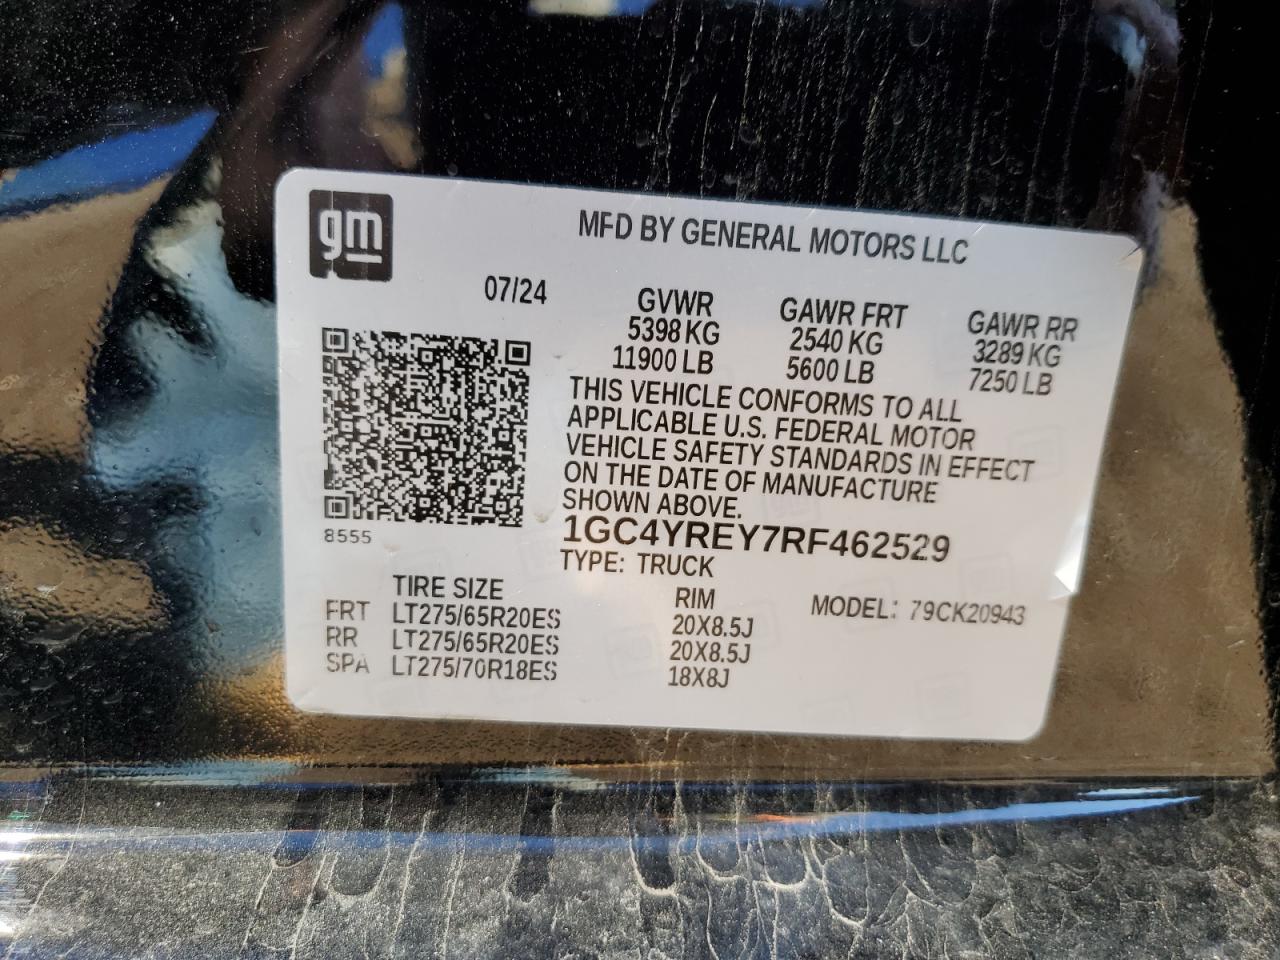 gm
MFD BY GENERAL MOTORS LLC
07/24
GVWR GAWR FRT GAWR RR
5398 KG 2540 KG 3289 KG
11900 LB 5600 LB 7250 LB
THIS VEHICLE CONFORMS TO ALL
APPLICABLE U.S. FEDERAL MOTOR
VEHICLE SAFETY STANDARDS IN EFFECT
ON THE DATE OF MANUFACTURE
SHOWN ABOVE.
8555
1GC4YREY7RF462529
TYPE: TRUCK
TIRE SIZE RIM MODEL: 79CK20943
FRT LT275/65R20ES 20X8.5J
RR LT275/65R20ES 20X8.5J
SPA LT275/70R18ES 18X8J